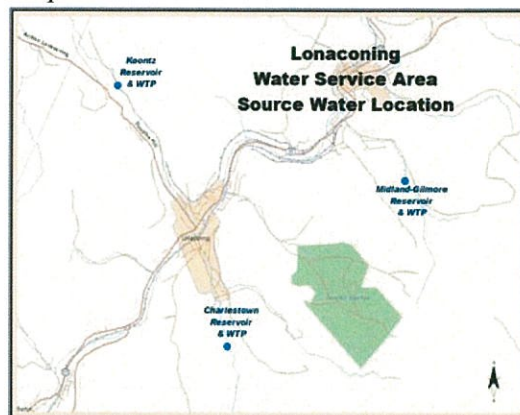 Lonaconing
Water Service Area
Source Water Location
Koontz
Reservoir
& WTP
Midland-Gilmore
Reservoir
& WTP
Charlestown
Reservoir
& WTP